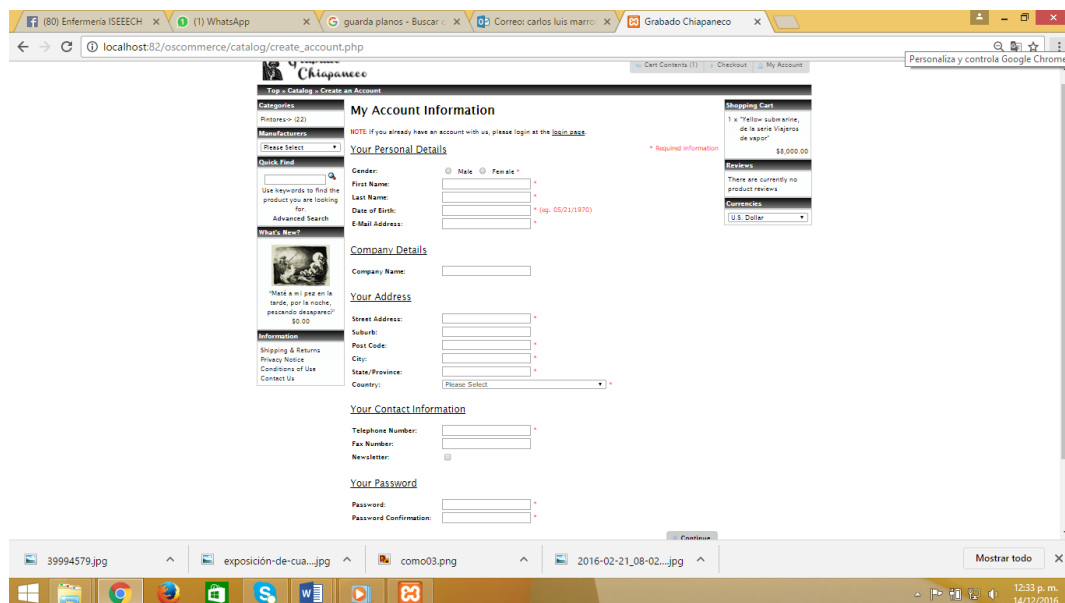 (80) Enfermería ISEEECH
(1) WhatsApp
guarda planos - Buscar c
Correo: carlos luis marro
Grabado Chiapaneco
localhost:82/oscommerce/catalog/create_account.php
Personaliza y controla Google Chrome
Chiapaneco
Cart Contents (1)
Checkout
My Account
Top » Catalog » Create an Account
Categories
Pintores-> (22)
Manufacturers
Please Select
Quick Find
Use keywords to find the
product you are looking
for.
Advanced Search
What's New?
"Maté a mi pez en la
tarde, por la noche,
pescando desaparecí"
$0.00
Information
Shipping & Returns
Privacy Notice
Conditions of Use
Contact Us
My Account Information
NOTE: If you already have an account with us, please login at the login page.
Your Personal Details
* Required information
Gender: Male Female *
First Name: *
Last Name: *
Date of Birth: * (eg. 05/21/1970)
E-Mail Address: *
Company Details
Company Name:
Your Address
Street Address: *
Suburb:
Post Code: *
City: *
State/Province: *
Country: Please Select *
Your Contact Information
Telephone Number: *
Fax Number:
Newsletter:
Your Password
Password: *
Password Confirmation: *
Continue
Shopping Cart
1 x "Yellow submarine,
de la serie Viajeros
de vapor"
$8,000.00
Reviews
There are currently no
product reviews
Currencies
U.S. Dollar
39994579.jpg
exposición-de-cua....jpg
como03.png
2016-02-21_08-02....jpg
Mostrar todo
12:33 p. m.
14/12/2016